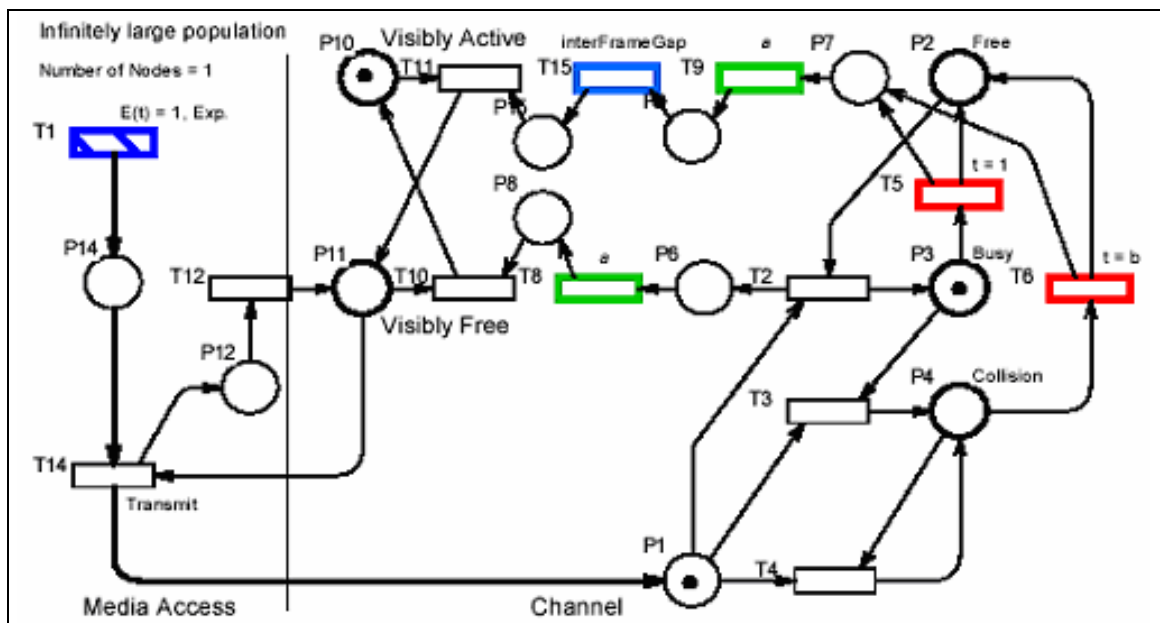 Infinitely large population
Number of Nodes = 1
E(t) = 1, Exp.
T1
P14
T12
P12
T14
Transmit
Media Access
P10
Visibly Active
T11
interFrameGap
T15
T9
a
P7
P2
Free
P8
T5
t = 1
P11
T10
Visibly Free
T8
a
P6
T2
P3
Busy
T6
t = b
T3
P4
Collision
P1
T4
Channel